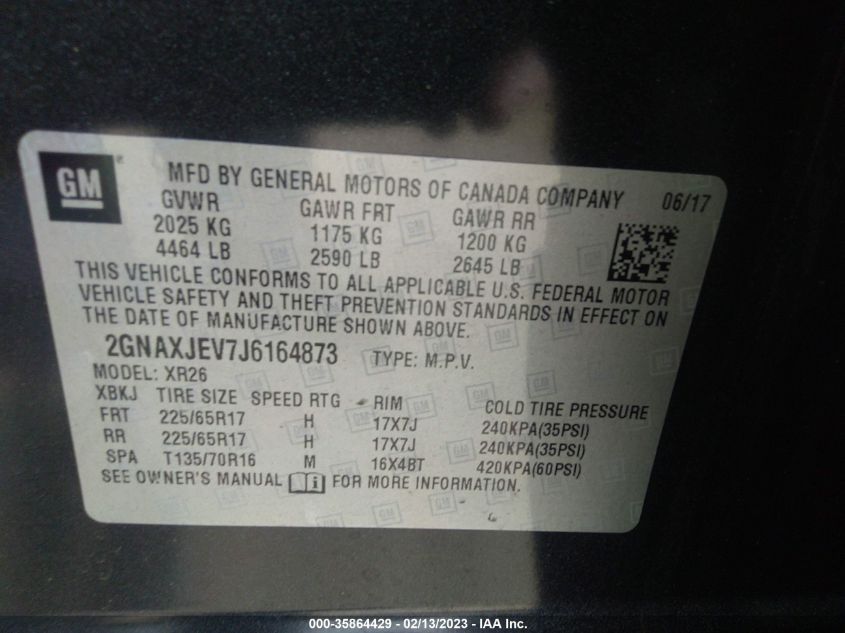 GM
MFD BY GENERAL MOTORS OF CANADA COMPANY 06/17
GVWR GAWR FRT GAWR RR
2025 KG 1175 KG 1200 KG
4464 LB 2590 LB 2645 LB
THIS VEHICLE CONFORMS TO ALL APPLICABLE U.S. FEDERAL MOTOR
VEHICLE SAFETY AND THEFT PREVENTION STANDARDS IN EFFECT ON
THE DATE OF MANUFACTURE SHOWN ABOVE.
2GNAXJEV7J6164873 TYPE: M.P.V.
MODEL: XR26
XBKJ TIRE SIZE SPEED RTG RIM COLD TIRE PRESSURE
FRT 225/65R17 H 17X7J 240KPA(35PSI)
RR 225/65R17 H 17X7J 240KPA(35PSI)
SPA T135/70R16 M 16X4BT 420KPA(60PSI)
SEE OWNER'S MANUAL i FOR MORE INFORMATION.
000-35864429 - 02/13/2023 - IAA Inc.